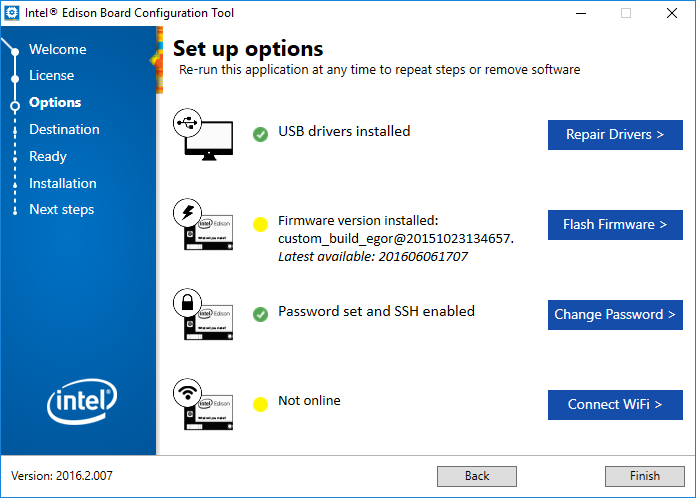 Intel® Edison Board Configuration Tool
Welcome
License
Options
Destination
Ready
Installation
Next steps
intel
Set up options
Re-run this application at any time to repeat steps or remove software
USB drivers installed
Repair Drivers >
Intel Edison
What will you make?
Firmware version installed:
custom_build_egor@20151023134657.
Latest available: 201606061707
Flash Firmware >
Intel Edison
What will you make?
Password set and SSH enabled
Change Password >
Intel Edison
What will you make?
Not online
Connect WiFi >
Version: 2016.2.007
Back
Finish